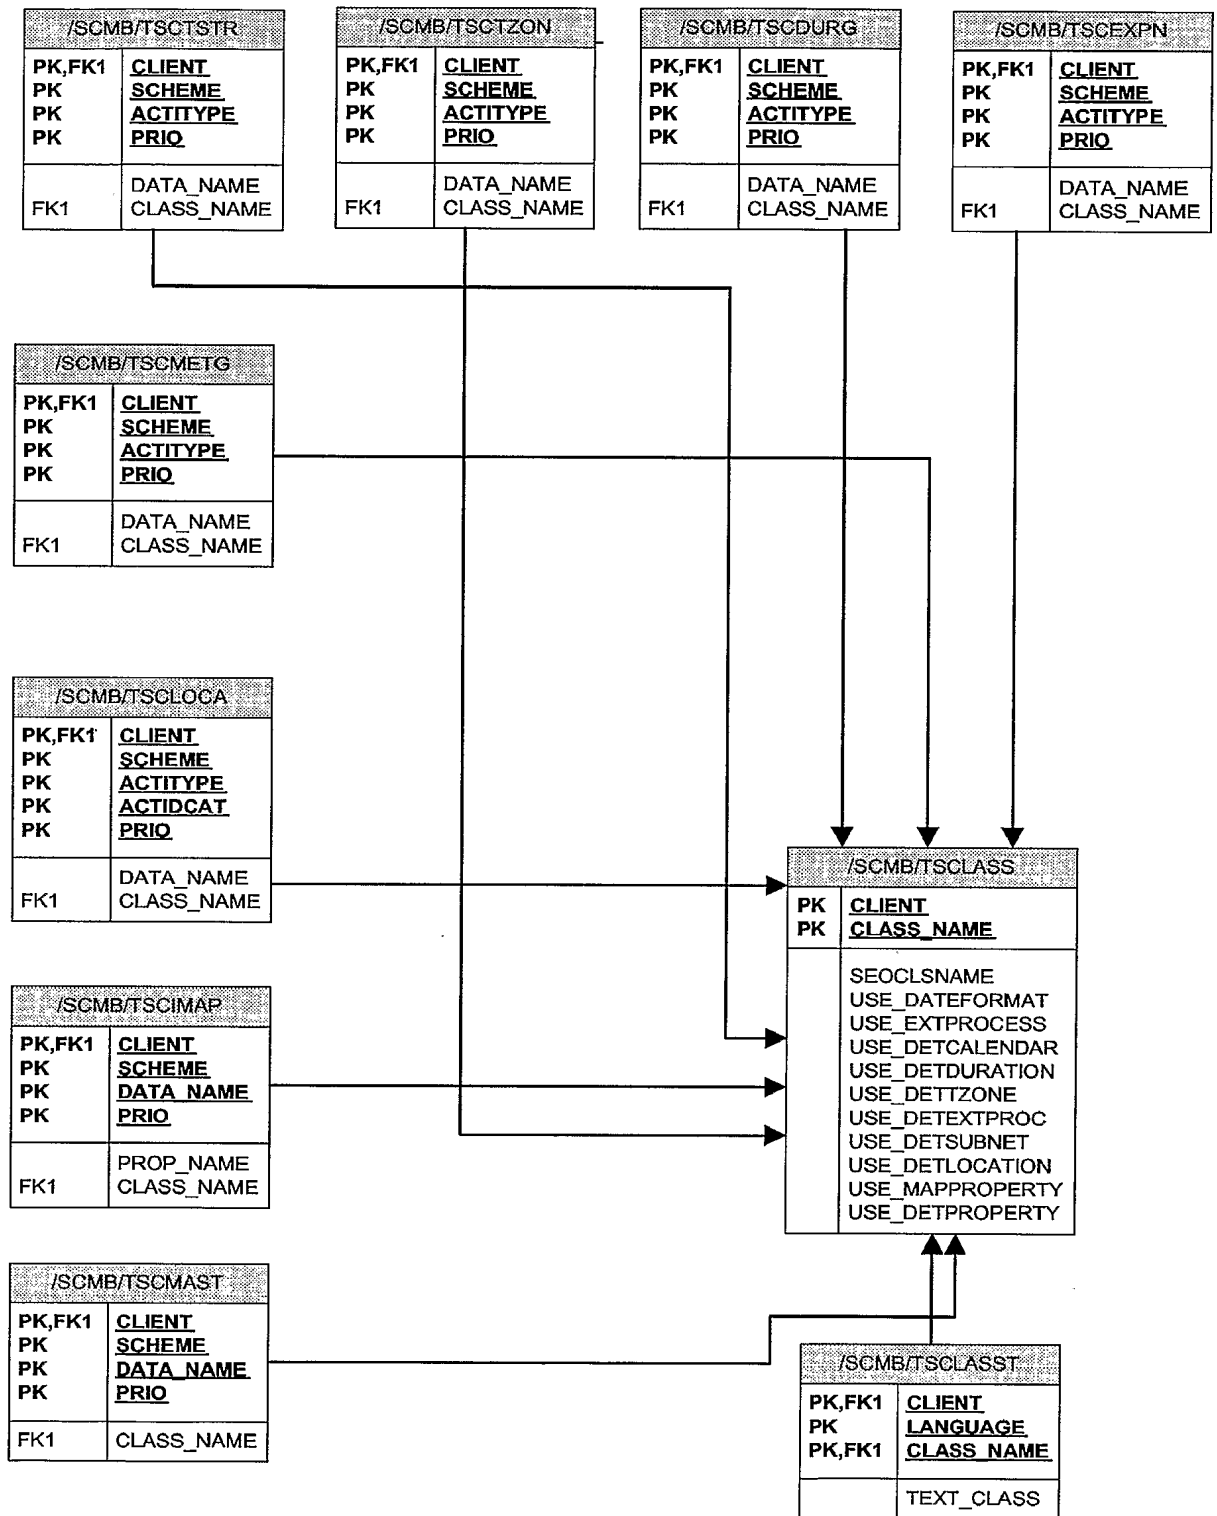 /SCMB/TSCTSTR
PK,FK1 CLIENT
PK SCHEME
PK ACTITYPE
PK PRIO
DATA_NAME
FK1 CLASS_NAME
/SCMB/TSCTZON
PK,FK1 CLIENT
PK SCHEME
PK ACTITYPE
PK PRIO
DATA_NAME
FK1 CLASS_NAME
/SCMB/TSCDURG
PK,FK1 CLIENT
PK SCHEME
PK ACTITYPE
PK PRIO
DATA_NAME
FK1 CLASS_NAME
/SCMB/TSCEXPN
PK,FK1 CLIENT
PK SCHEME
PK ACTITYPE
PK PRIO
DATA_NAME
FK1 CLASS_NAME
/SCMB/TSCMETG
PK,FK1 CLIENT
PK SCHEME
PK ACTITYPE
PK PRIO
DATA_NAME
FK1 CLASS_NAME
/SCMB/TSCLOCA
PK,FK1 CLIENT
PK SCHEME
PK ACTITYPE
PK ACTIDCAT
PK PRIO
DATA_NAME
FK1 CLASS_NAME
/SCMB/TSCLASS
PK CLIENT
PK CLASS_NAME
SEOCLSNAME
USE_DATEFORMAT
USE_EXTPROCESS
USE_DETCALENDAR
USE_DETDURATION
USE_DETTZONE
USE_DETEXTPROC
USE_DETSUBNET
USE_DETLOCATION
USE_MAPPROPERTY
USE_DETPROPERTY
/SCMB/TSCIMAP
PK,FK1 CLIENT
PK SCHEME
PK DATA_NAME
PK PRIO
PROP_NAME
FK1 CLASS_NAME
/SCMB/TSCMAST
PK,FK1 CLIENT
PK SCHEME
PK DATA_NAME
PK PRIO
FK1 CLASS_NAME
/SCMB/TSCLASST
PK,FK1 CLIENT
PK LANGUAGE
PK,FK1 CLASS_NAME
TEXT_CLASS